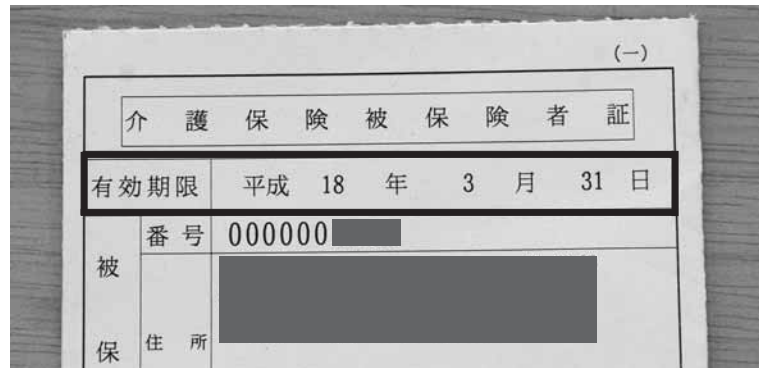 (一)
介護保険被保険者証
有効期限 平成 18 年 3 月 31 日
番号 000000
被保
住所